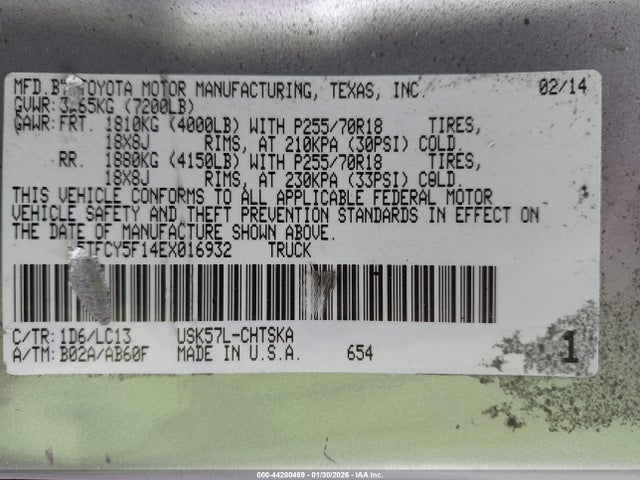 MFD.BY TOYOTA MOTOR MANUFACTURING, TEXAS, INC. 02/14
GVWR: (7200LB)
GAWR: FRT. 1810KG (4000LB) WITH P255/70R18 TIRES,
18X8J RIMS, AT 210KPA (30PSI) COLD.
RR. 1880KG (4150LB) WITH P255/70R18 TIRES,
18X8J RIMS, AT 230KPA (33PSI) COLD.
THIS VEHICLE CONFORMS TO ALL APPLICABLE FEDERAL MOTOR
VEHICLE SAFETY AND THEFT PREVENTION STANDARDS IN EFFECT ON
THE DATE OF MANUFACTURE SHOWN ABOVE.
5TFCY5F14EX016932 TRUCK
C/TR: 1D6/LC13 USK57L-CHTSKA
A/TM: B02A/AB60F MADE IN U.S.A. 654 1
000-44280469 - 01/30/2026 - IAA Inc.